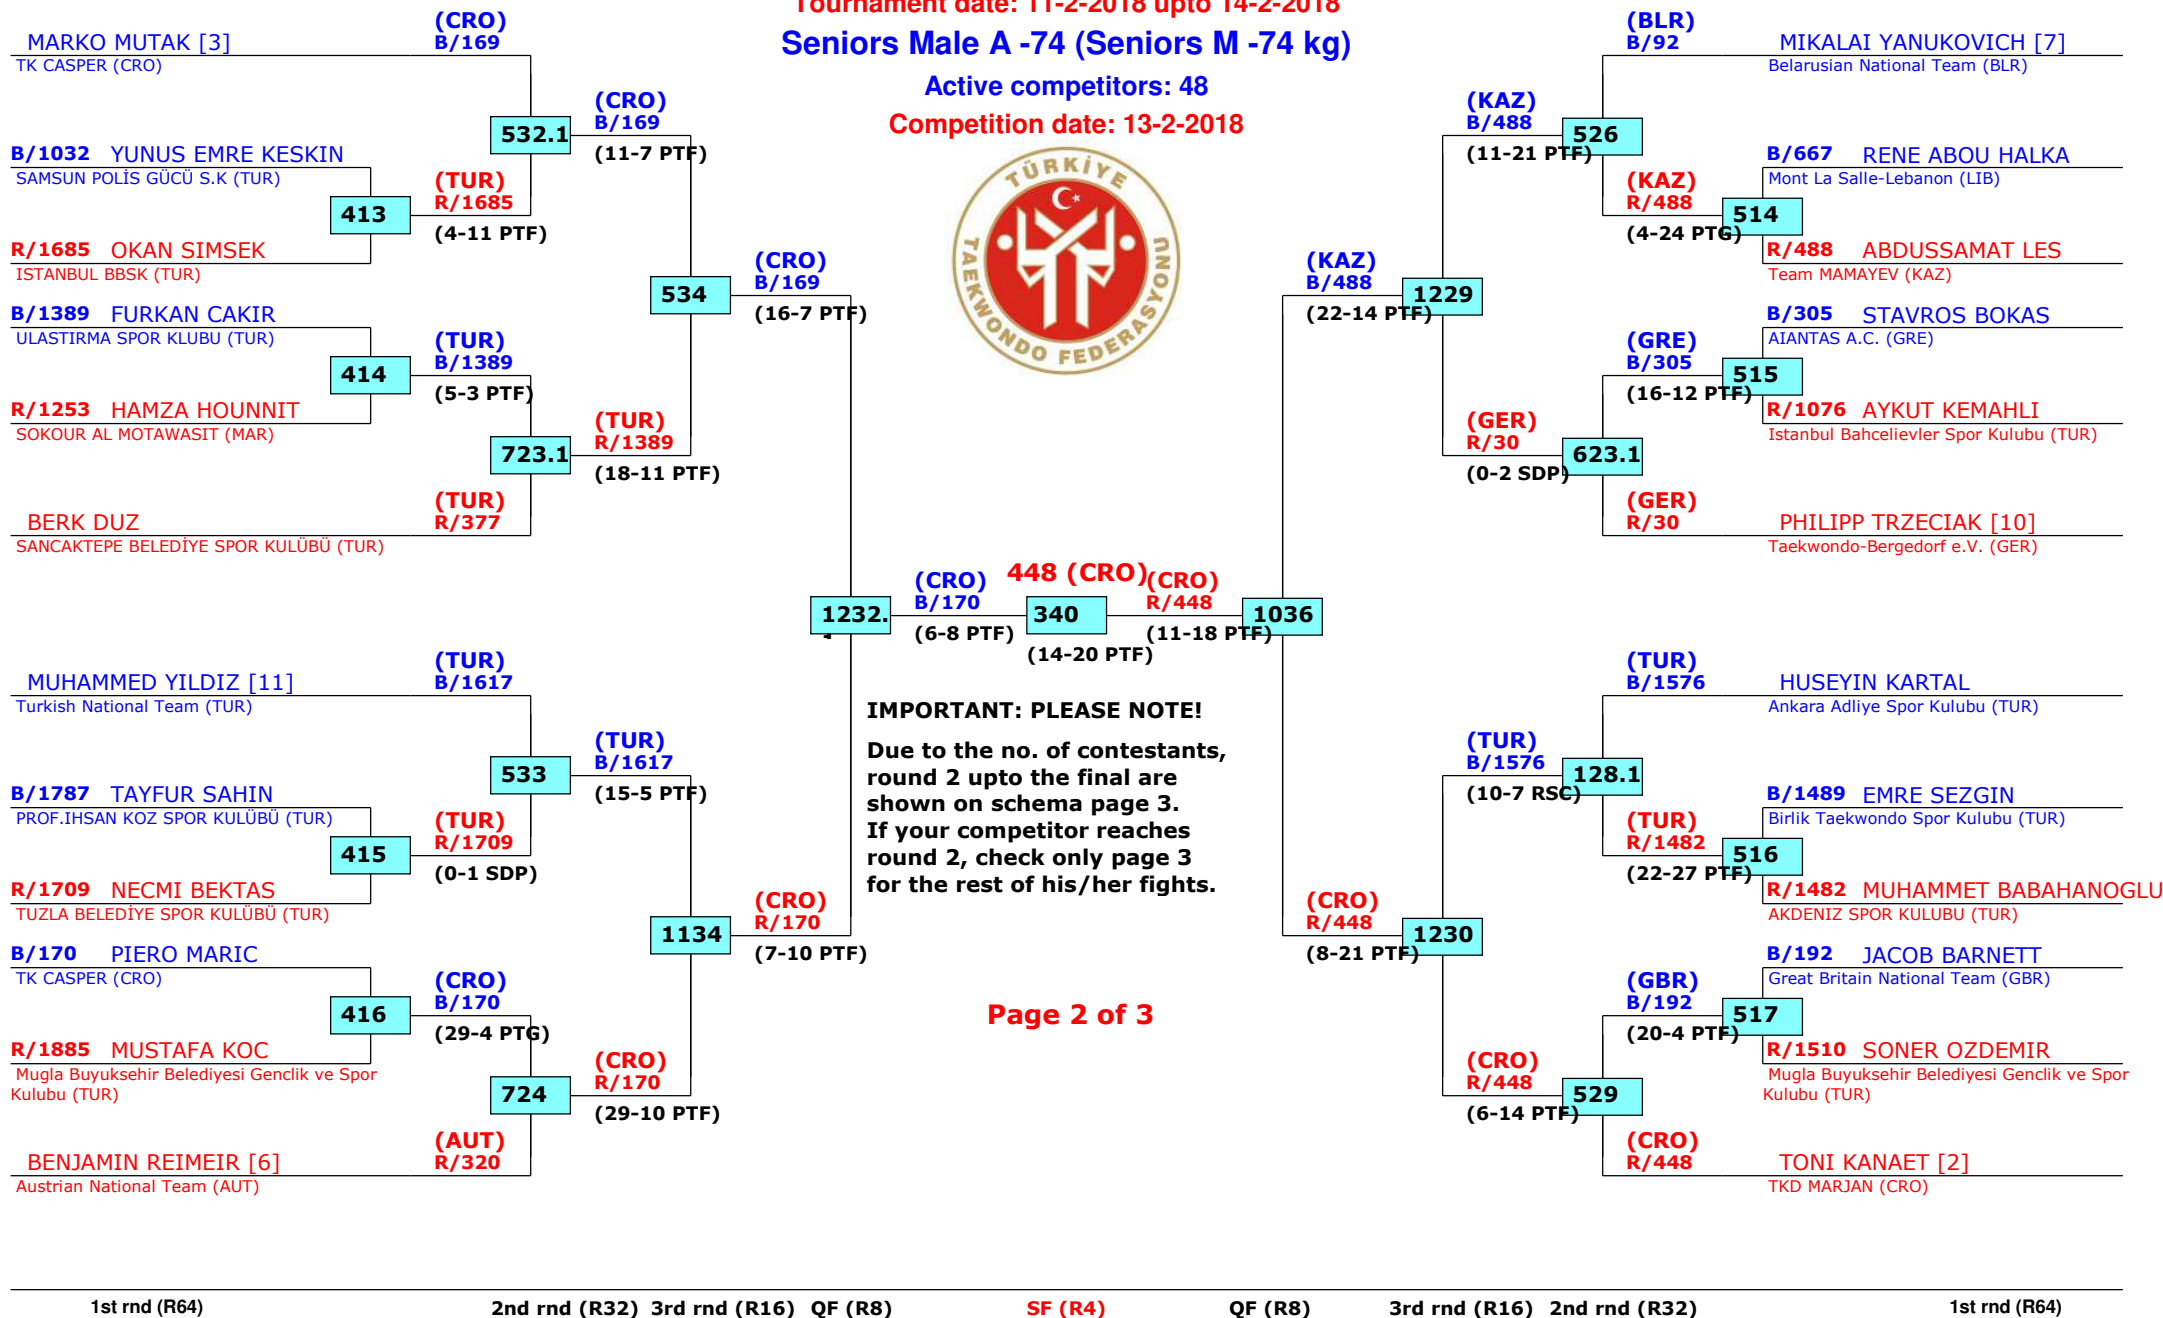 Tournament date: 11-2-2018 upto 14-2-2018
Seniors Male A -74 (Seniors M -74 kg)
Active competitors: 48
Competition date: 13-2-2018
TÜRKİYE
TAEKWONDO FEDERASYONU
MARKO MUTAK [3]
TK CASPER (CRO)
(CRO)
B/169
B/1032 YUNUS EMRE KESKIN
SAMSUN POLİS GÜCÜ S.K (TUR)
413
R/1685 OKAN SIMSEK
ISTANBUL BBSK (TUR)
(TUR)
R/1685
(4-11 PTF)
532.1
(CRO)
B/169
(11-7 PTF)
B/1389 FURKAN CAKIR
ULASTIRMA SPOR KLUBU (TUR)
414
R/1253 HAMZA HOUNNIT
SOKOUR AL MOTAWASIT (MAR)
(TUR)
B/1389
(5-3 PTF)
723.1
(TUR)
R/1389
(18-11 PTF)
BERK DUZ
SANCAKTEPE BELEDİYE SPOR KULÜBÜ (TUR)
(TUR)
R/377
534
(CRO)
B/169
(16-7 PTF)
MUHAMMED YILDIZ [11]
Turkish National Team (TUR)
(TUR)
B/1617
B/1787 TAYFUR SAHIN
PROF.IHSAN KOZ SPOR KULÜBÜ (TUR)
415
R/1709 NECMI BEKTAS
TUZLA BELEDİYE SPOR KULÜBÜ (TUR)
(TUR)
R/1709
(0-1 SDP)
533
(TUR)
B/1617
(15-5 PTF)
B/170 PIERO MARIC
TK CASPER (CRO)
416
R/1885 MUSTAFA KOC
Mugla Buyuksehir Belediyesi Genclik ve Spor
Kulubu (TUR)
(CRO)
B/170
(29-4 PTG)
724
(CRO)
R/170
(29-10 PTF)
BENJAMIN REIMEIR [6]
Austrian National Team (AUT)
(AUT)
R/320
1134
(CRO)
R/170
(7-10 PTF)
1232.
(CRO)
B/170
(6-8 PTF)
448 (CRO)
340
(14-20 PTF)
(CRO)
R/448
(11-18 PTF)
1036
IMPORTANT: PLEASE NOTE!
Due to the no. of contestants,
round 2 upto the final are
shown on schema page 3.
If your competitor reaches
round 2, check only page 3
for the rest of his/her fights.
Page 2 of 3
(BLR)
B/92
MIKALAI YANUKOVICH [7]
Belarusian National Team (BLR)
(KAZ)
B/488
(11-21 PTF)
526
B/667 RENE ABOU HALKA
Mont La Salle-Lebanon (LIB)
(KAZ)
R/488
(4-24 PTG)
514
R/488 ABDUSSAMAT LES
Team MAMAYEV (KAZ)
(KAZ)
B/488
(22-14 PTF)
1229
B/305 STAVROS BOKAS
AIANTAS A.C. (GRE)
(GRE)
B/305
(16-12 PTF)
515
R/1076 AYKUT KEMAHLI
Istanbul Bahcelievler Spor Kulubu (TUR)
(GER)
R/30
(0-2 SDP)
623.1
(GER)
R/30
PHILIPP TRZECIAK [10]
Taekwondo-Bergedorf e.V. (GER)
(TUR)
B/1576
HUSEYIN KARTAL
Ankara Adliye Spor Kulubu (TUR)
(TUR)
B/1576
(10-7 RSC)
128.1
B/1489 EMRE SEZGIN
Birlik Taekwondo Spor Kulubu (TUR)
(TUR)
R/1482
(22-27 PTF)
516
R/1482 MUHAMMET BABAHANOGLU
AKDENIZ SPOR KULUBU (TUR)
(CRO)
R/448
(8-21 PTF)
1230
B/192 JACOB BARNETT
Great Britain National Team (GBR)
(GBR)
B/192
(20-4 PTF)
517
R/1510 SONER OZDEMIR
Mugla Buyuksehir Belediyesi Genclik ve Spor
Kulubu (TUR)
(CRO)
R/448
(6-14 PTF)
529
(CRO)
R/448
TONI KANAET [2]
TKD MARJAN (CRO)
1st rnd (R64) 2nd rnd (R32) 3rd rnd (R16) QF (R8) SF (R4) QF (R8) 3rd rnd (R16) 2nd rnd (R32) 1st rnd (R64)